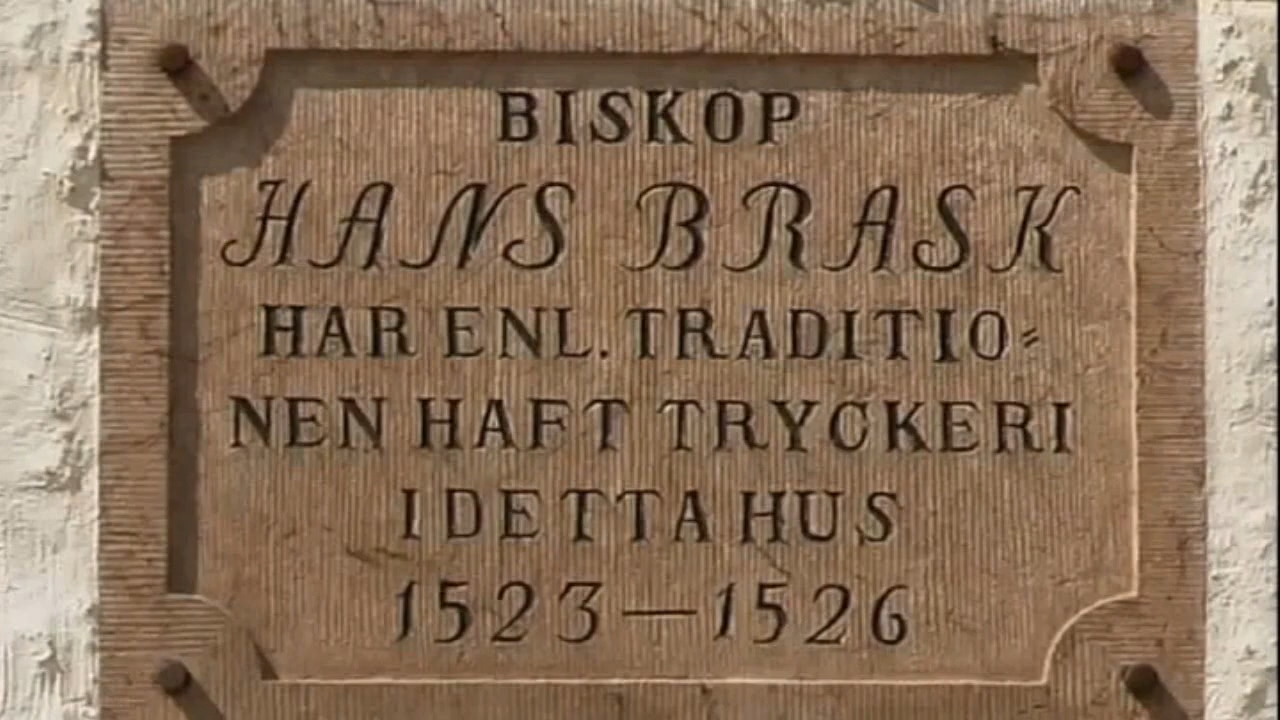 BISKOP
HANS BRASK
HAR ENL. TRADITIO=
NEN HAFT TRYCKERI
I DETTA HUS
1523—1526